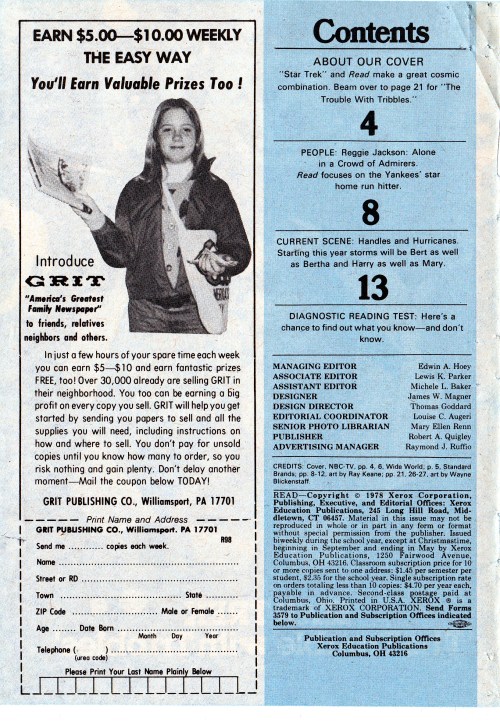 EARN $5.00—$10.00 WEEKLY
THE EASY WAY
You'll Earn Valuable Prizes Too !
Introduce
GRIT
"America's Greatest
Family Newspaper"
to friends, relatives
neighbors and others.
In just a few hours of your spare time each week
you can earn $5—$10 and earn fantastic prizes
FREE, too! Over 30,000 already are selling GRIT in
their neighborhood. You too can be earning a big
profit on every copy you sell. GRIT will help you get
started by sending you papers to sell and all the
supplies you will need, including instructions on
how and where to sell. You don't pay for unsold
copies until you know how many to order, so you
risk nothing and gain plenty. Don't delay another
moment—Mail the coupon below TODAY!
GRIT PUBLISHING CO., Williamsport, PA 17701
Print Name and Address
GRIT PUBLISHING CO., Williamsport, PA 17701
R98
Send me ........... copies each week.
Name
Street or RD
Town ........ State
ZIP Code ........ Male or Female
Age ........ Date Born
Month Day Year
Telephone ( )
(area code)
Please Print Your Last Name Plainly Below
Contents
ABOUT OUR COVER
"Star Trek" and Read make a great cosmic
combination. Beam over to page 21 for "The
Trouble With Tribbles."
4
PEOPLE: Reggie Jackson: Alone
in a Crowd of Admirers.
Read focuses on the Yankees' star
home run hitter.
8
CURRENT SCENE: Handles and Hurricanes.
Starting this year storms will be Bert as well
as Bertha and Harry as well as Mary.
13
DIAGNOSTIC READING TEST: Here's a
chance to find out what you know—and don't
know.
MANAGING EDITOR Edwin A. Hoey
ASSOCIATE EDITOR Lewis K. Parker
ASSISTANT EDITOR Michele L. Baker
DESIGNER James W. Magner
DESIGN DIRECTOR Thomas Goddard
EDITORIAL COORDINATOR Louise C. Augeri
SENIOR PHOTO LIBRARIAN Mary Ellen Renn
PUBLISHER Robert A. Quigley
ADVERTISING MANAGER Raymond J. Ruffio
CREDITS: Cover, NBC-TV, pp. 4, 6, Wide World; p. 5, Standard
Brands; pp. 8-12, art by Ray Keane; pp. 21, 26-27, art by Wayne
Blickenstaff.
READ—Copyright © 1978 Xerox Corporation,
Publishing, Executive, and Editorial Offices: Xerox
Education Publications, 245 Long Hill Road, Mid-
dletown, CT 06457. Material in this issue may not be
reproduced in whole or in part in any form or format
without special permission from the publisher. Issued
biweekly during the school year, except at Christmastime,
beginning in September and ending in May by Xerox
Education Publications, 1250 Fairwood Avenue,
Columbus, OH 43216. Classroom subscription price for 10
or more copies sent to one address: $1.45 per semester per
student, $2.35 for the school year. Single subscription rate
on orders totaling less than 10 copies: $4.70 per year each,
payable in advance. Second-class postage paid at
Columbus, Ohio. Printed in U.S.A. XEROX ® is a
trademark of XEROX CORPORATION. Send Forms
3579 to Publication and Subscription Offices indicated
below.
Publication and Subscription Offices
Xerox Education Publications
Columbus, OH 43216